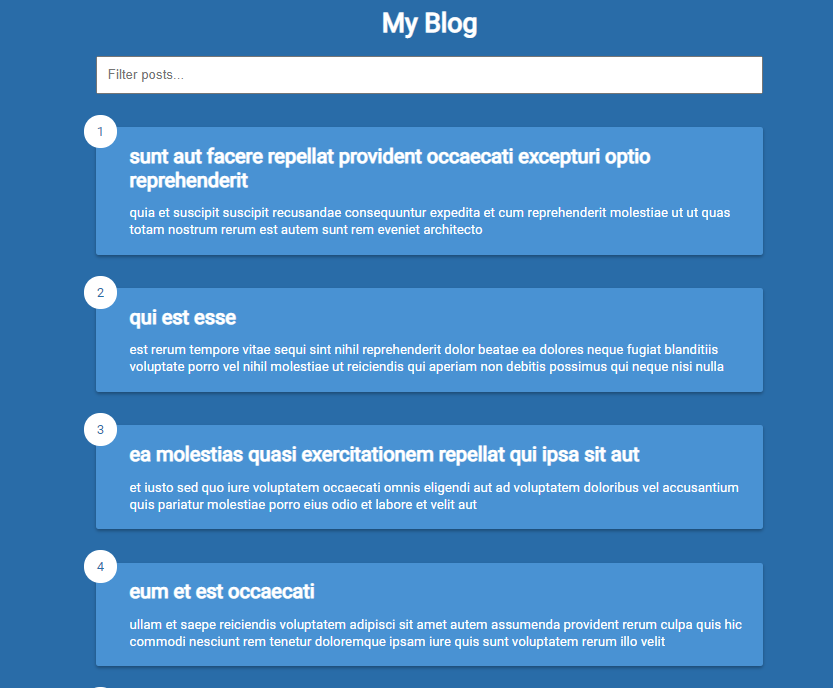 My Blog
Filter posts...
1
sunt aut facere repellat provident occaecati excepturi optio
reprehenderit
quia et suscipit suscipit recusandae consequuntur expedita et cum reprehenderit molestiae ut ut quas
totam nostrum rerum est autem sunt rem eveniet architecto
2
qui est esse
est rerum tempore vitae sequi sint nihil reprehenderit dolor beatae ea dolores neque fugiat blanditiis
voluptate porro vel nihil molestiae ut reiciendis qui aperiam non debitis possimus qui neque nisi nulla
3
ea molestias quasi exercitationem repellat qui ipsa sit aut
et iusto sed quo iure voluptatem occaecati omnis eligendi aut ad voluptatem doloribus vel accusantium
quis pariatur molestiae porro eius odio et labore et velit aut
4
eum et est occaecati
ullam et saepe reiciendis voluptatem adipisci sit amet autem assumenda provident rerum culpa quis hic
commodi nesciunt rem tenetur doloremque ipsam iure quis sunt voluptatem rerum illo velit